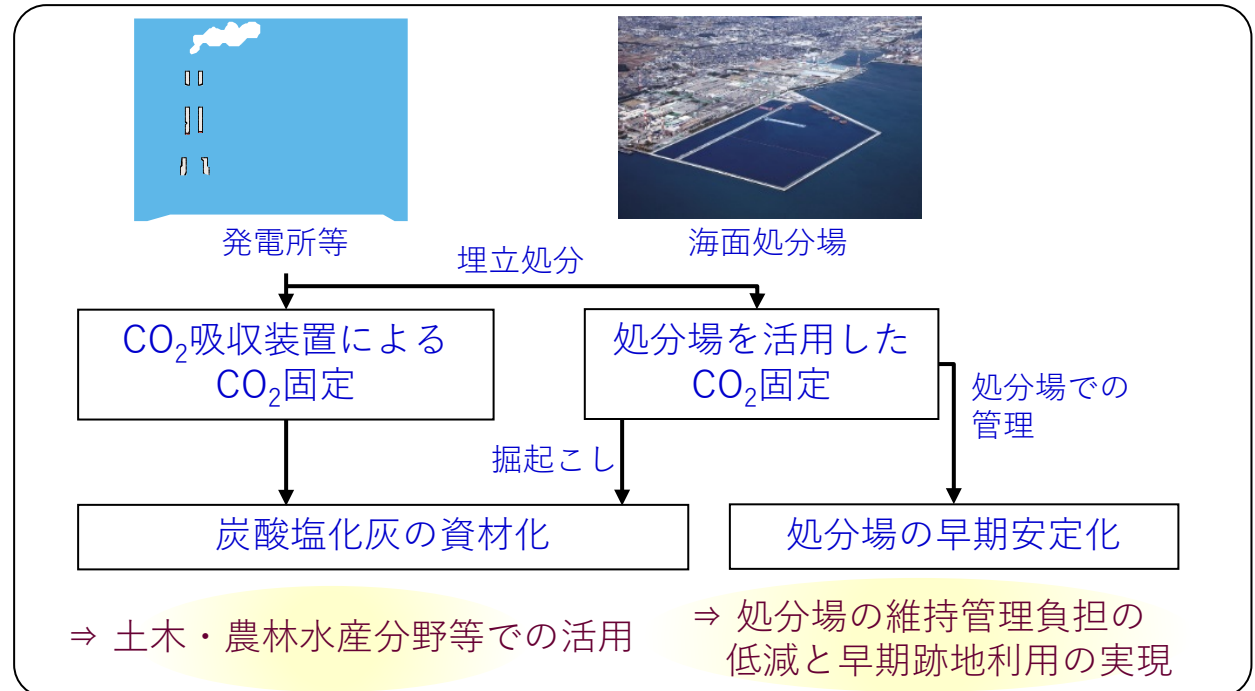 発電所等
海面処分場
埋立処分
CO₂吸収装置による
CO₂固定
処分場を活用した
CO₂固定
処分場での
管理
掘起こし
炭酸塩化灰の資材化
処分場の早期安定化
⇒ 土木・農林水産分野等での活用
⇒ 処分場の維持管理負担の
低減と早期跡地利用の実現